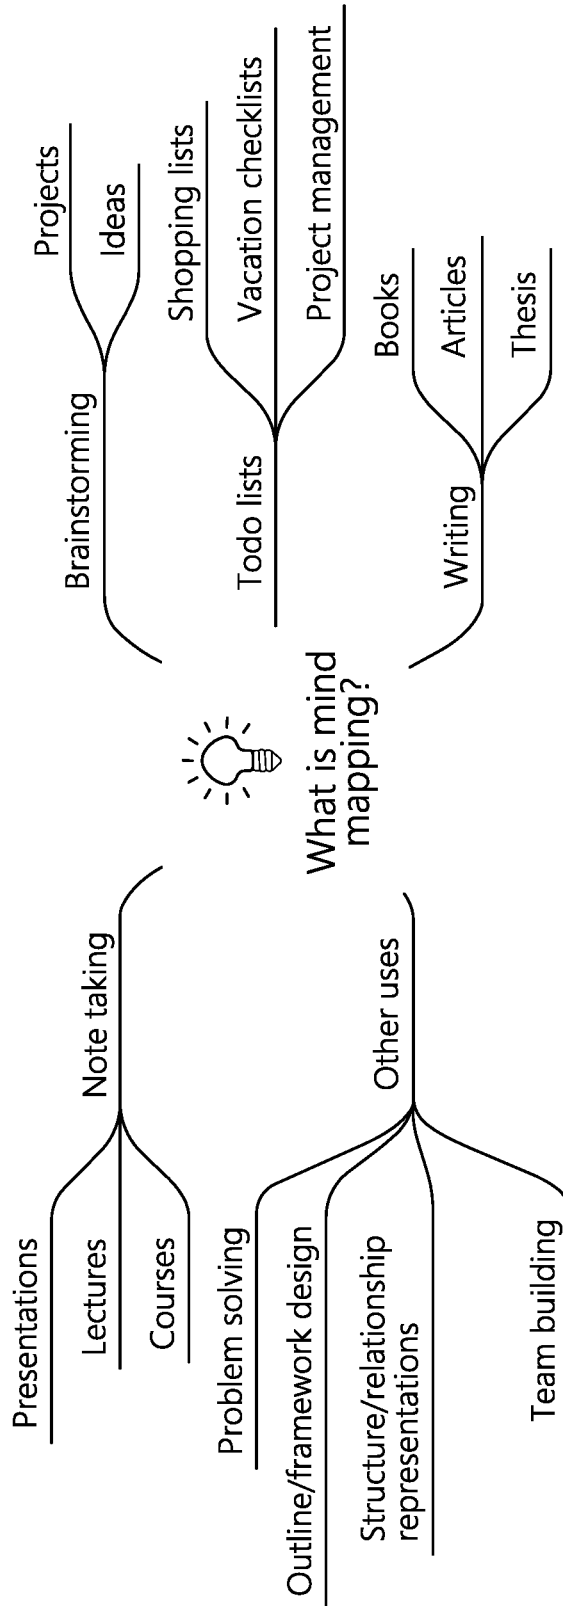 What is mind
mapping?
Note taking
Presentations
Lectures
Courses
Other uses
Problem solving
Outline/framework design
Structure/relationship
representations
Team building
Brainstorming
Projects
Ideas
Todo lists
Shopping lists
Vacation checklists
Project management
Writing
Books
Articles
Thesis